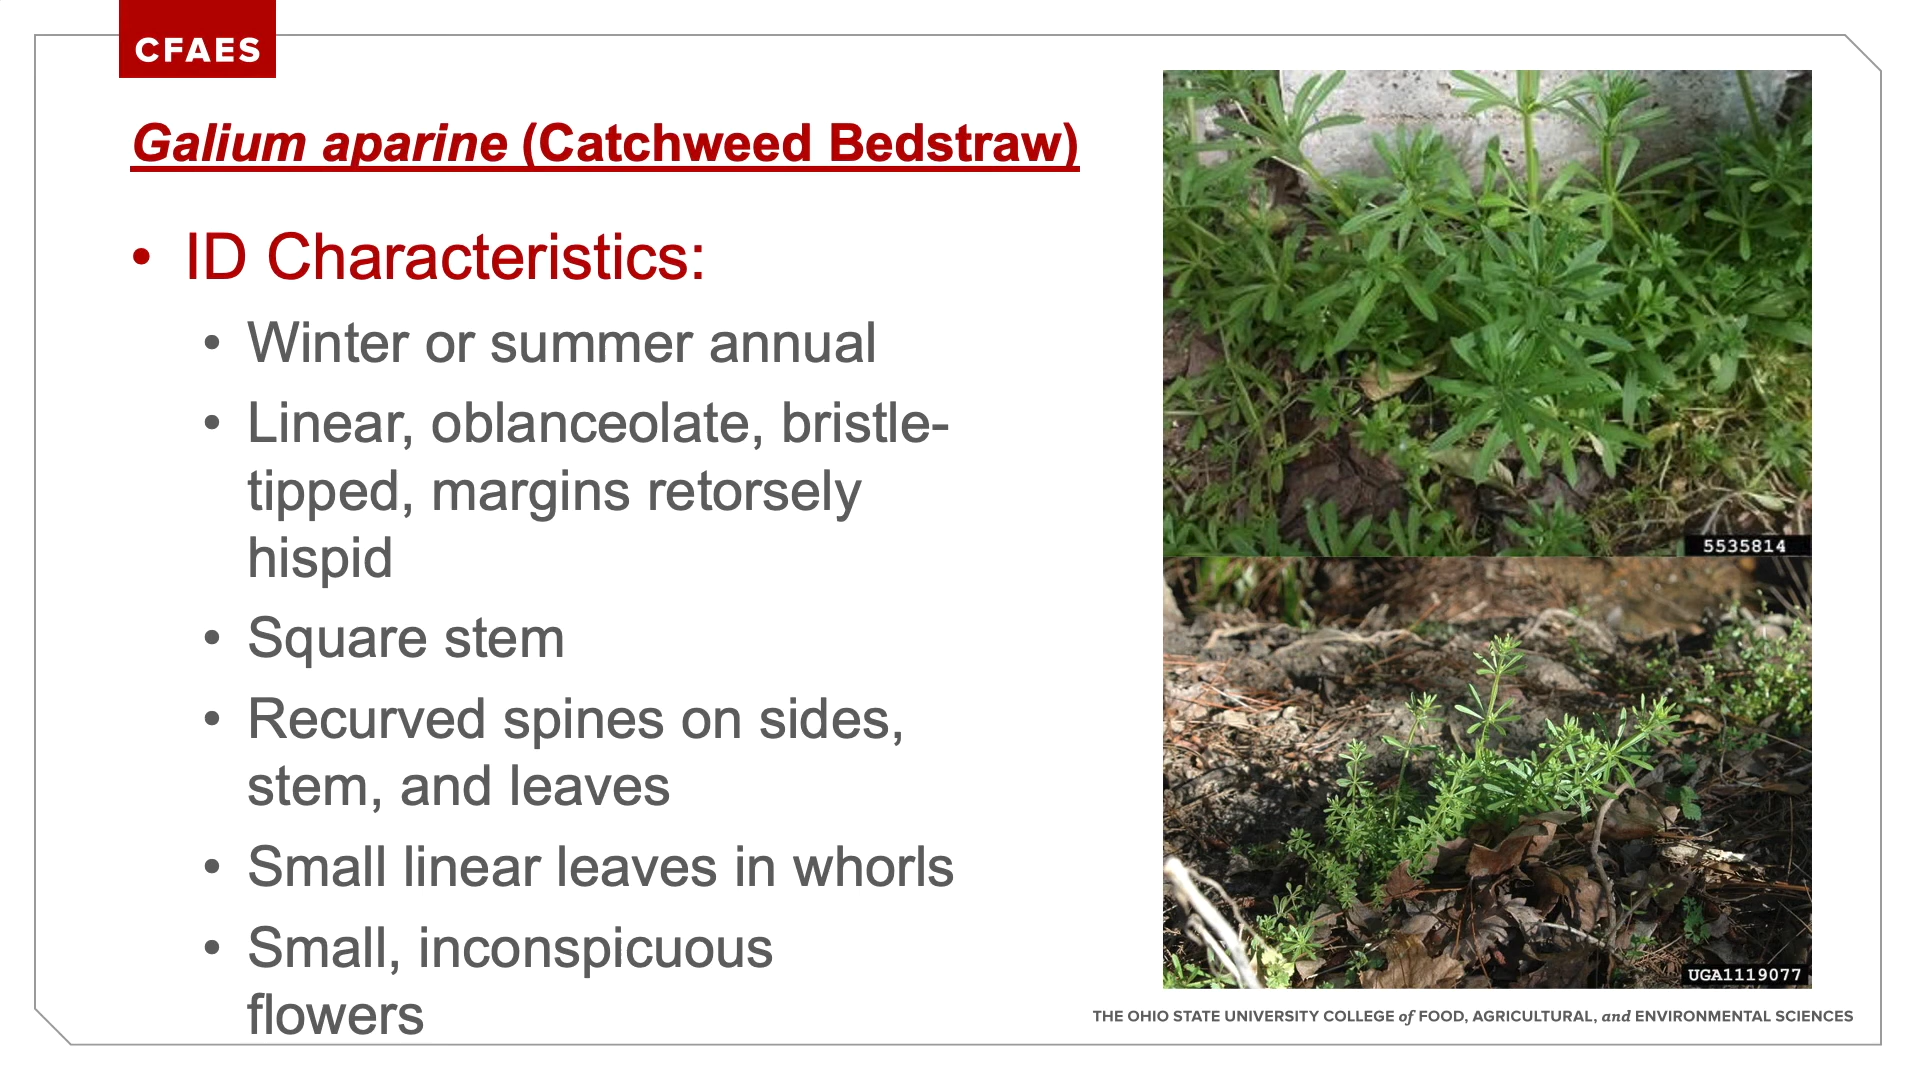 CFAES
Galium aparine (Catchweed Bedstraw)
• ID Characteristics:
• Winter or summer annual
• Linear, oblanceolate, bristle-
tipped, margins retorsely
hispid
• Square stem
• Recurved spines on sides,
stem, and leaves
• Small linear leaves in whorls
• Small, inconspicuous
flowers
5535814
UGA1119077
THE OHIO STATE UNIVERSITY COLLEGE of FOOD, AGRICULTURAL, and ENVIRONMENTAL SCIENCES